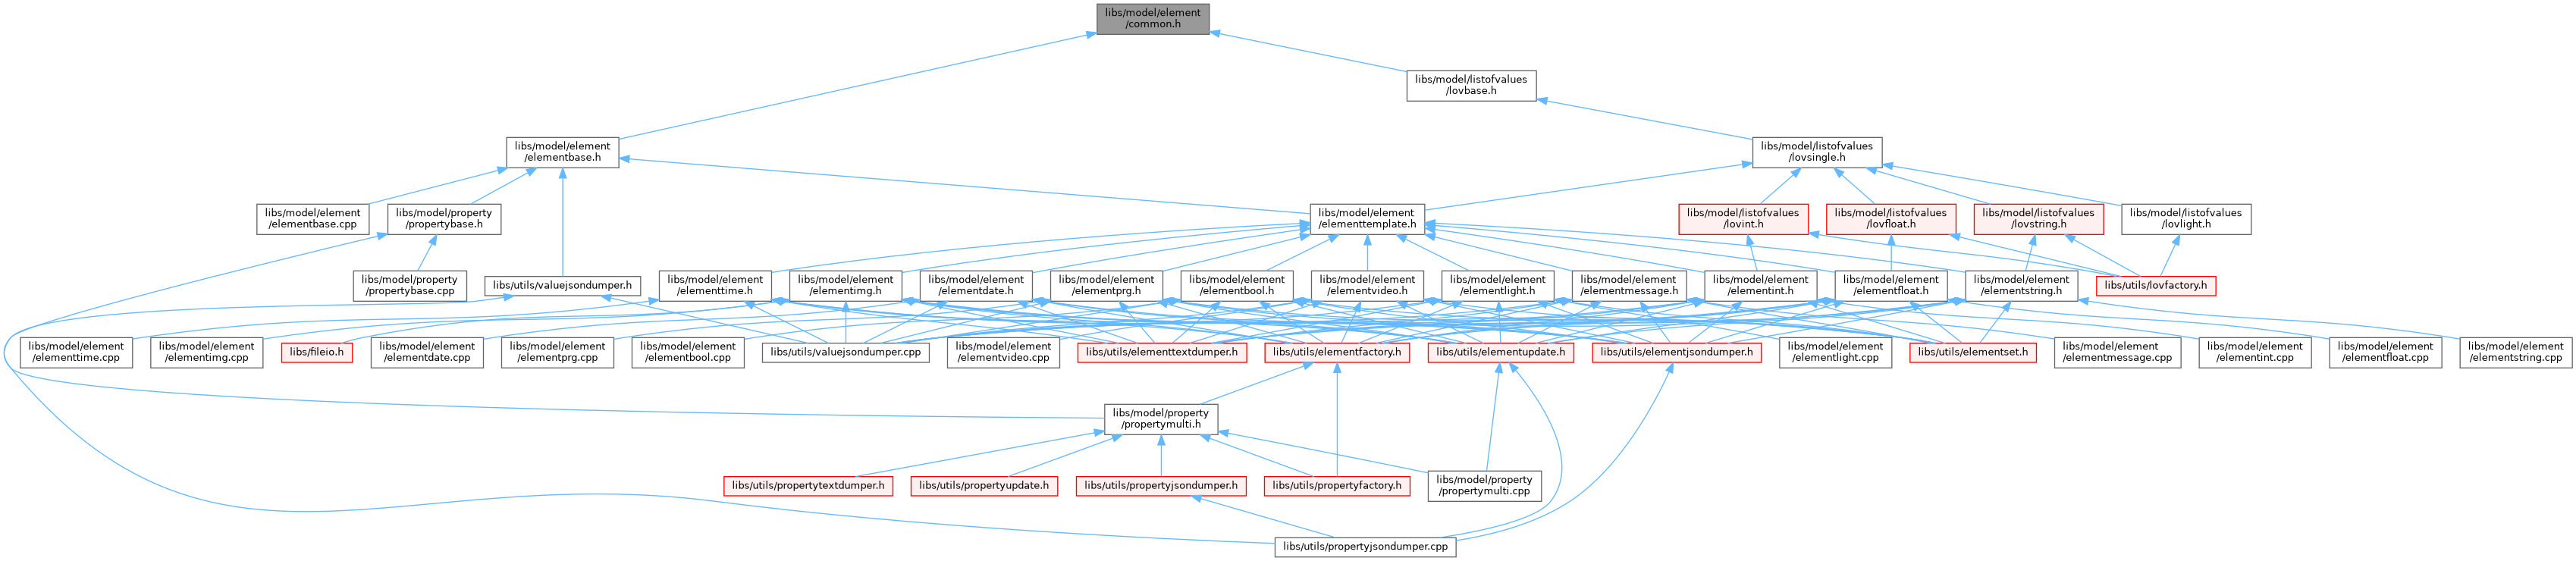 libs/model/element
/common.h
libs/model/listofvalues
/lovbase.h
libs/model/element
/elementbase.h
libs/model/listofvalues
/lovsingle.h
libs/model/element
/elementbase.cpp
libs/model/property
/propertybase.h
libs/model/element
/elementtemplate.h
libs/model/listofvalues
/lovint.h
libs/model/listofvalues
/lovfloat.h
libs/model/listofvalues
/lovstring.h
libs/model/listofvalues
/lovlight.h
libs/model/property
/propertybase.cpp
libs/utils/valuejsondumper.h
libs/model/element
/elementtime.h
libs/model/element
/elementimg.h
libs/model/element
/elementdate.h
libs/model/element
/elementprg.h
libs/model/element
/elementbool.h
libs/model/element
/elementvideo.h
libs/model/element
/elementlight.h
libs/model/element
/elementmessage.h
libs/model/element
/elementint.h
libs/model/element
/elementfloat.h
libs/model/element
/elementstring.h
libs/utils/lovfactory.h
libs/model/element
/elementtime.cpp
libs/model/element
/elementimg.cpp
libs/fileio.h
libs/model/element
/elementdate.cpp
libs/model/element
/elementprg.cpp
libs/model/element
/elementbool.cpp
libs/utils/valuejsondumper.cpp
libs/model/element
/elementvideo.cpp
libs/utils/elementtextdumper.h
libs/utils/elementfactory.h
libs/utils/elementupdate.h
libs/utils/elementjsondumper.h
libs/model/element
/elementlight.cpp
libs/utils/elementset.h
libs/model/element
/elementmessage.cpp
libs/model/element
/elementint.cpp
libs/model/element
/elementfloat.cpp
libs/model/element
/elementstring.cpp
libs/model/property
/propertymulti.h
libs/utils/propertytextdumper.h
libs/utils/propertyupdate.h
libs/utils/propertyjsondumper.h
libs/utils/propertyfactory.h
libs/model/property
/propertymulti.cpp
libs/utils/propertyjsondumper.cpp